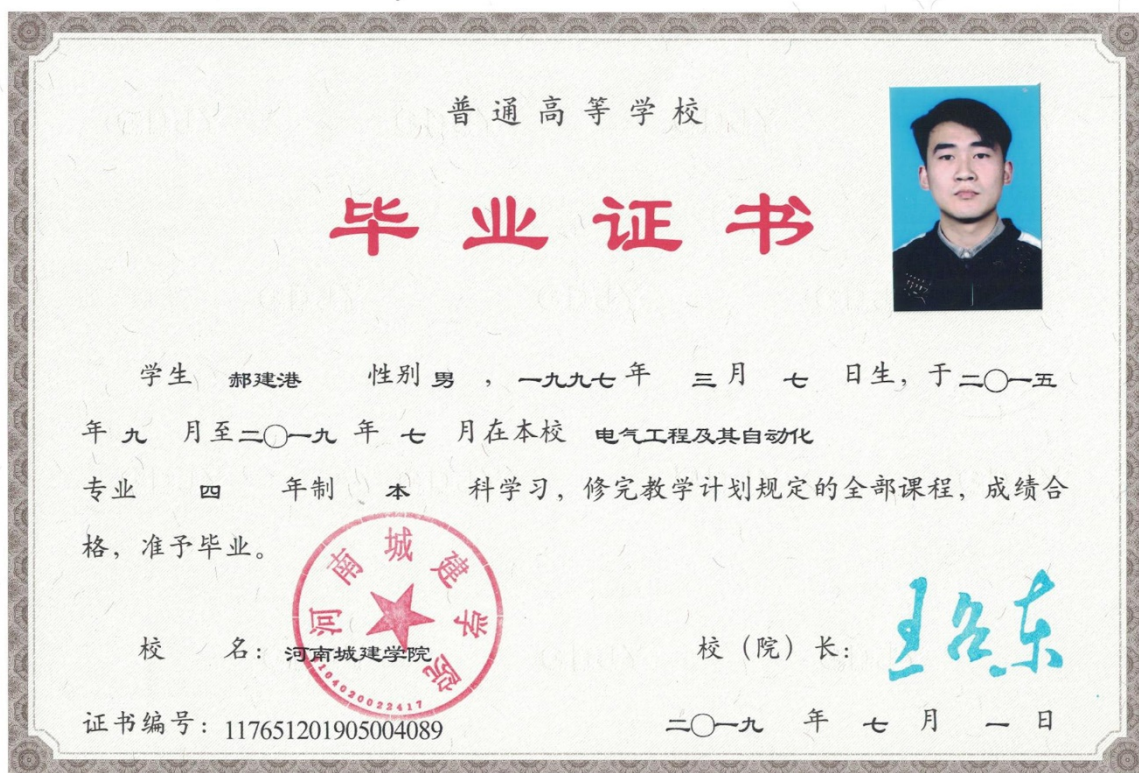 普通高等学校
毕业证书
学生 郝建港 性别 男 ，一九九七 年 三 月 七 日生，于 二〇一五
年 九 月至 二〇一九 年 七 月在本校 电气工程及其自动化
专业 四 年制 本 科学习，修完教学计划规定的全部课程，成绩合
格，准予毕业。
河南城建学院
4104020022417
校 名：河南城建学院
校（院）长：
证书编号：117651201905004089
二〇一九 年 七 月 一 日